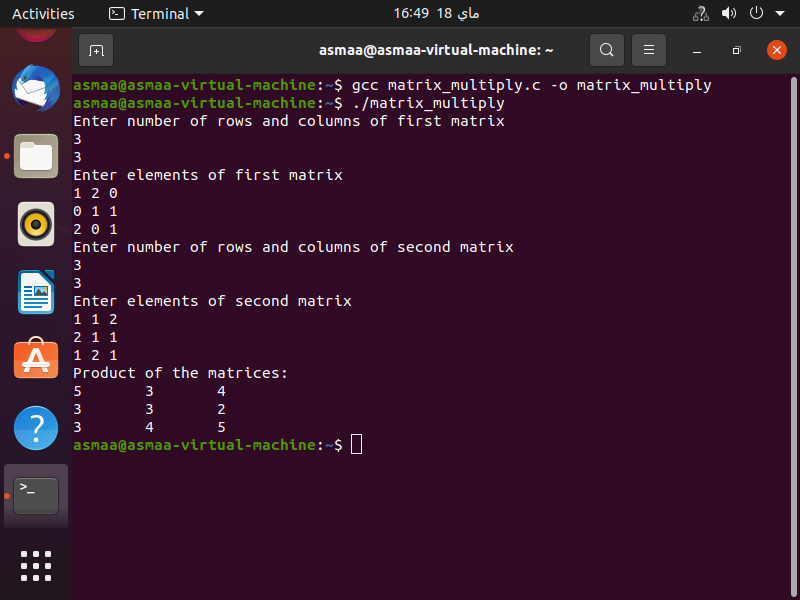 Activities Terminal 16:49 18 ماي
asmaa@asmaa-virtual-machine: ~
asmaa@asmaa-virtual-machine:~$ gcc matrix_multiply.c -o matrix_multiply
asmaa@asmaa-virtual-machine:~$ ./matrix_multiply
Enter number of rows and columns of first matrix
3
3
Enter elements of first matrix
1 2 0
0 1 1
2 0 1
Enter number of rows and columns of second matrix
3
3
Enter elements of second matrix
1 1 2
2 1 1
1 2 1
Product of the matrices:
5 3 4
3 3 2
3 4 5
asmaa@asmaa-virtual-machine:~$